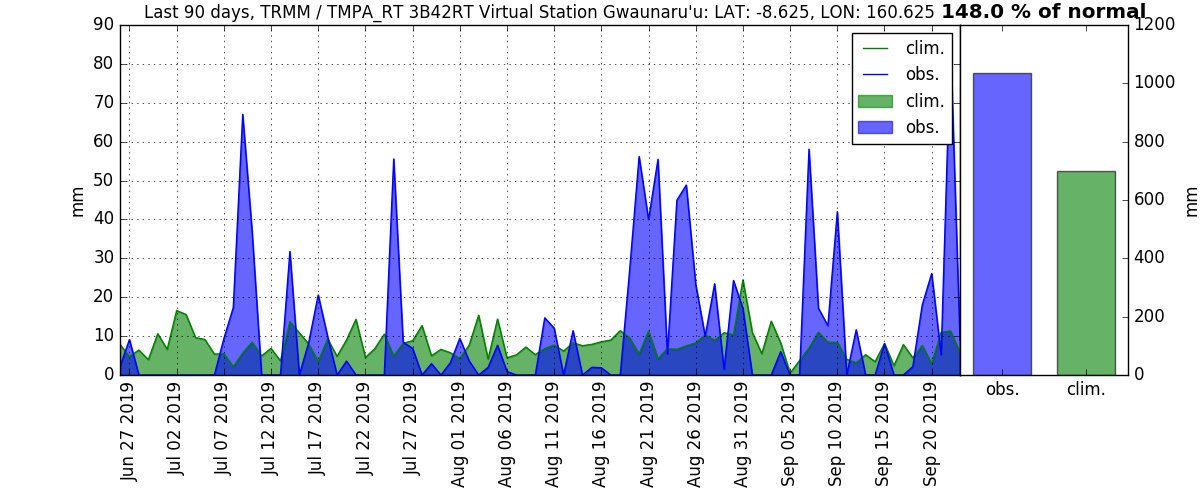 Last 90 days, TRMM / TMPA_RT 3B42RT Virtual Station Gwaunaru'u: LAT: -8.625, LON: 160.625 148.0 % of normal
90
80
70
60
50
40
30
20
10
0
mm
clim.
obs.
clim.
obs.
Jun 27 2019
Jul 02 2019
Jul 07 2019
Jul 12 2019
Jul 17 2019
Jul 22 2019
Jul 27 2019
Aug 01 2019
Aug 06 2019
Aug 11 2019
Aug 16 2019
Aug 21 2019
Aug 26 2019
Aug 31 2019
Sep 05 2019
Sep 10 2019
Sep 15 2019
Sep 20 2019
1200
1000
800
600
400
200
0
mm
obs.
clim.